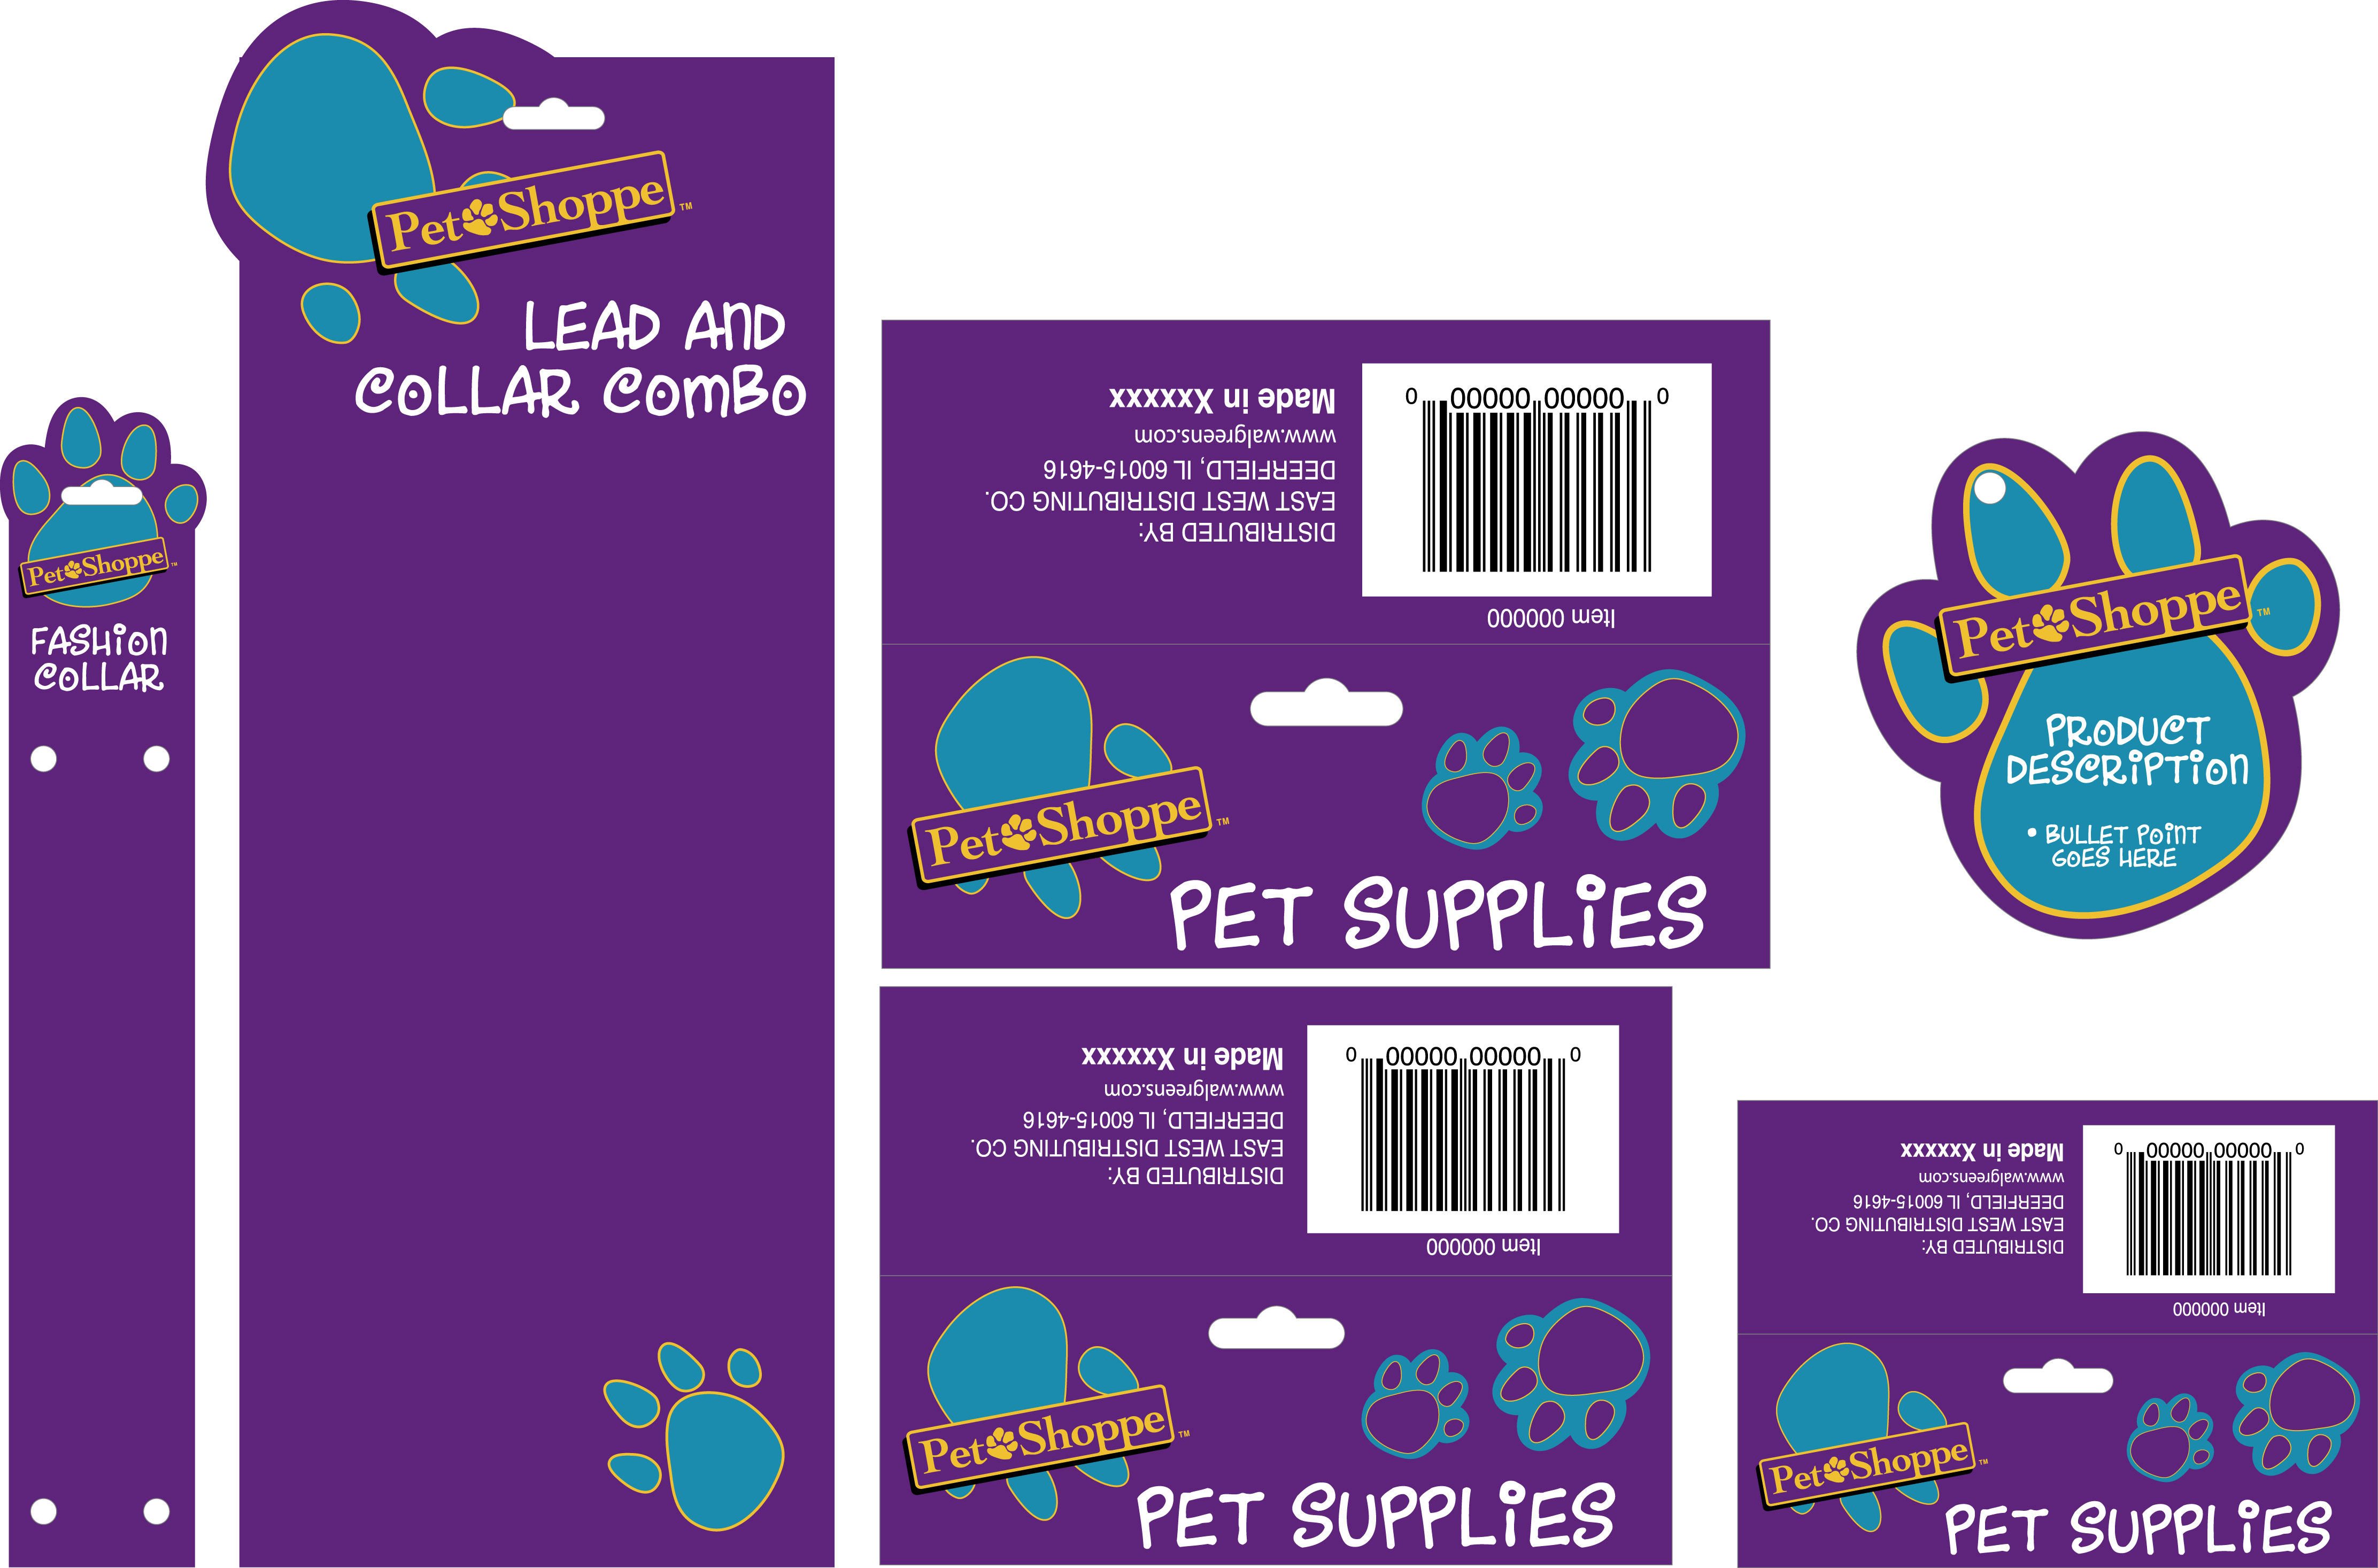 Pet Shoppe™
FASHION
COLLAR
Pet Shoppe™
LEAD AND
COLLAR COMBO
Item 000000
0 00000 00000 0
DISTRIBUTED BY:
EAST WEST DISTRIBUTING CO.
DEERFIELD, IL 60015-4616
www.walgreens.com
Made in Xxxxxxx
Pet Shoppe™
PET SUPPLIES
Pet Shoppe™
PRODUCT
DESCRIPTION
• BULLET POINT
GOES HERE
Item 000000
0 00000 00000 0
DISTRIBUTED BY:
EAST WEST DISTRIBUTING CO.
DEERFIELD, IL 60015-4616
www.walgreens.com
Made in Xxxxxxx
Pet Shoppe™
PET SUPPLIES
Item 000000
0 00000 00000 0
DISTRIBUTED BY:
EAST WEST DISTRIBUTING CO.
DEERFIELD, IL 60015-4616
www.walgreens.com
Made in Xxxxxxx
Pet Shoppe™
PET SUPPLIES